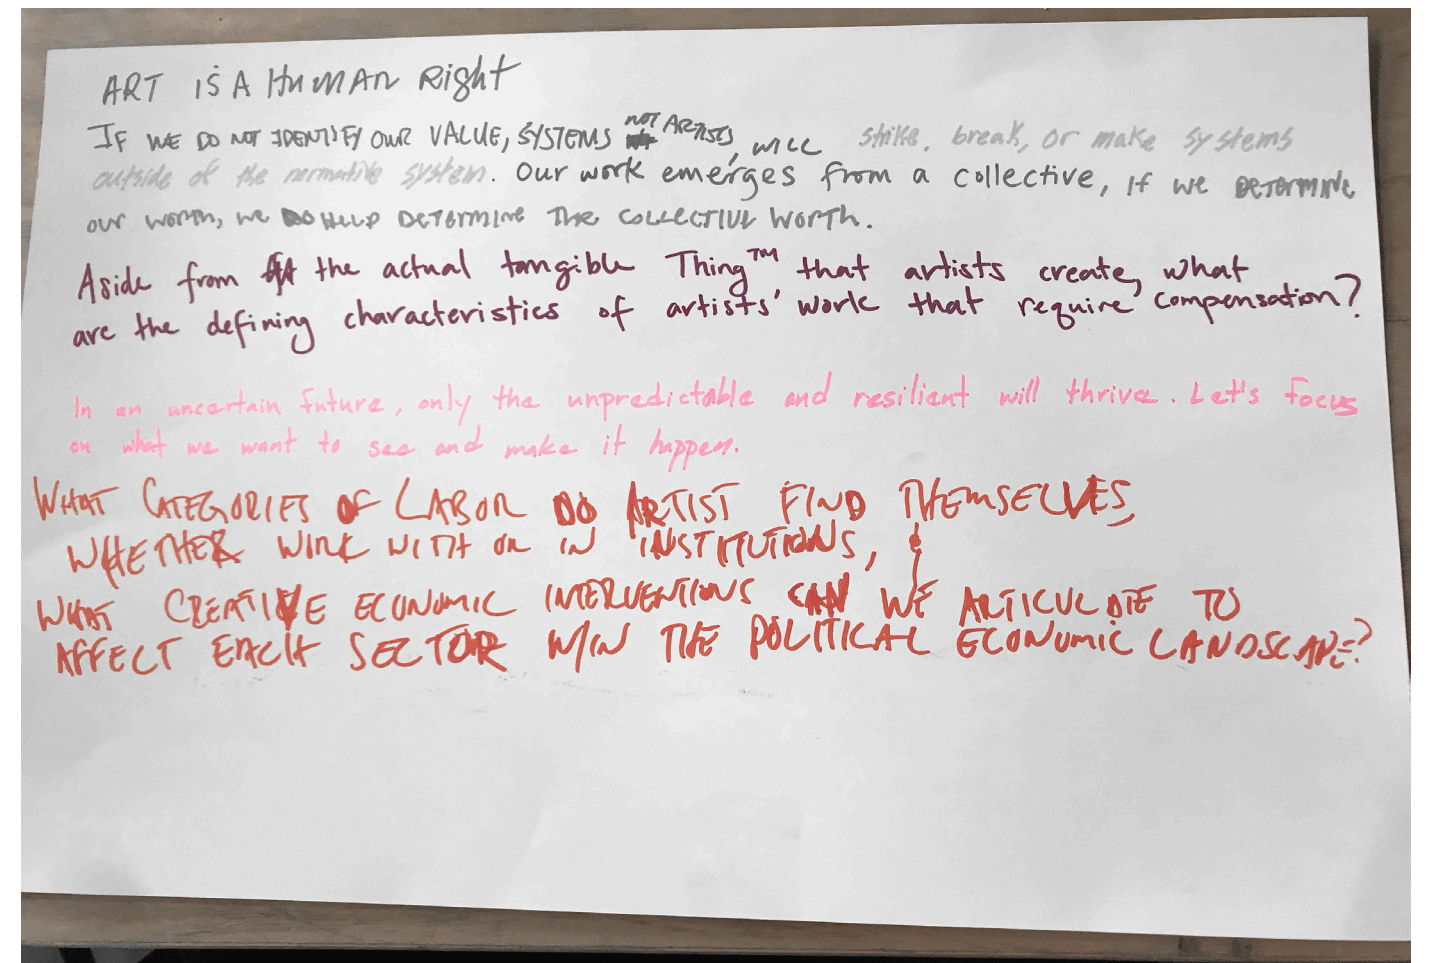 ART IS A HUMAN Right
IF WE DO NOT IDENTIFY OUR VALUE, SYSTEMS NOT ARTISTS, WILL strike, break, or make systems
outside of the normative system. Our work emerges from a collective, IF we DETERMINE
our worth, we DO HELP DETERMINE THE COLLECTIVE WORTH.
Aside from the actual tangible Thing™ that artists create, what
are the defining characteristics of artists' work that require compensation?
In an uncertain future, only the unpredictable and resilient will thrive. Let's focus
on what we want to see and make it happen.
WHAT CATEGORIES OF LABOR DO ARTIST FIND THEMSELVES,
WHETHER WORK WITH OR IN INSTITUTIONS, &
WHAT CREATIVE ECONOMIC INTERVENTIONS CAN WE ARTICULATE TO
AFFECT EACH SECTOR W/IN THE POLITICAL ECONOMIC LANDSCAPE?